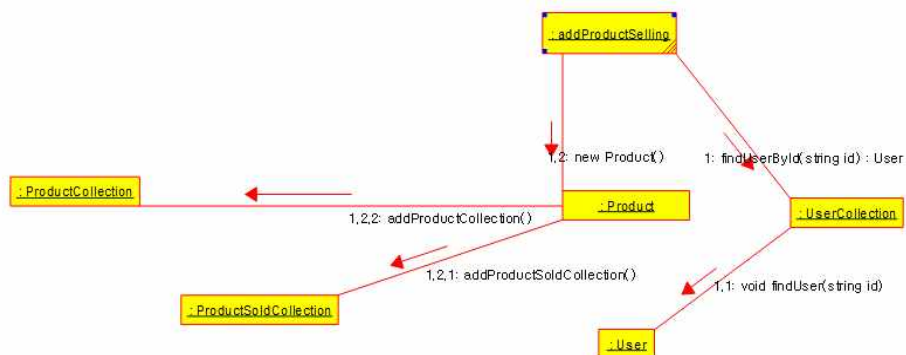 : addProductSelling
1,2: new Product()
1: findUserById(string id) : User
: ProductCollection
: Product
: UserCollection
1,2,2: addProductCollection()
1,2,1: addProductSoldCollection()
1,1: void findUser(string id)
: ProductSoldCollection
: User